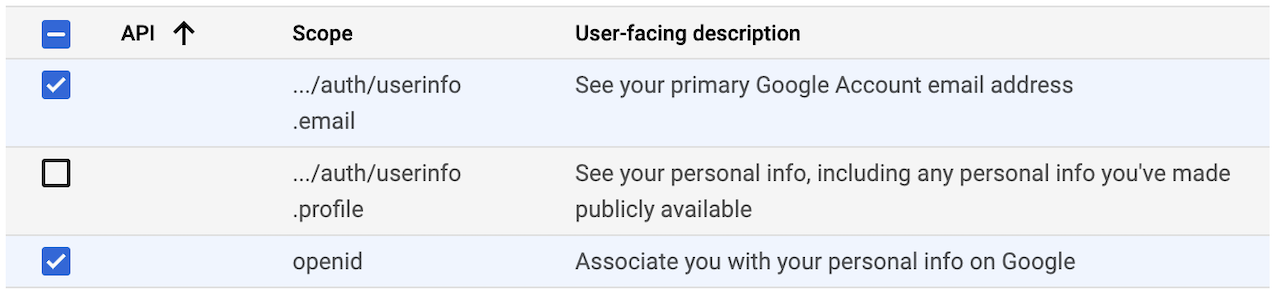 API Scope User-facing description
.../auth/userinfo See your primary Google Account email address
.email
.../auth/userinfo See your personal info, including any personal info you've made
.profile publicly available
openid Associate you with your personal info on Google